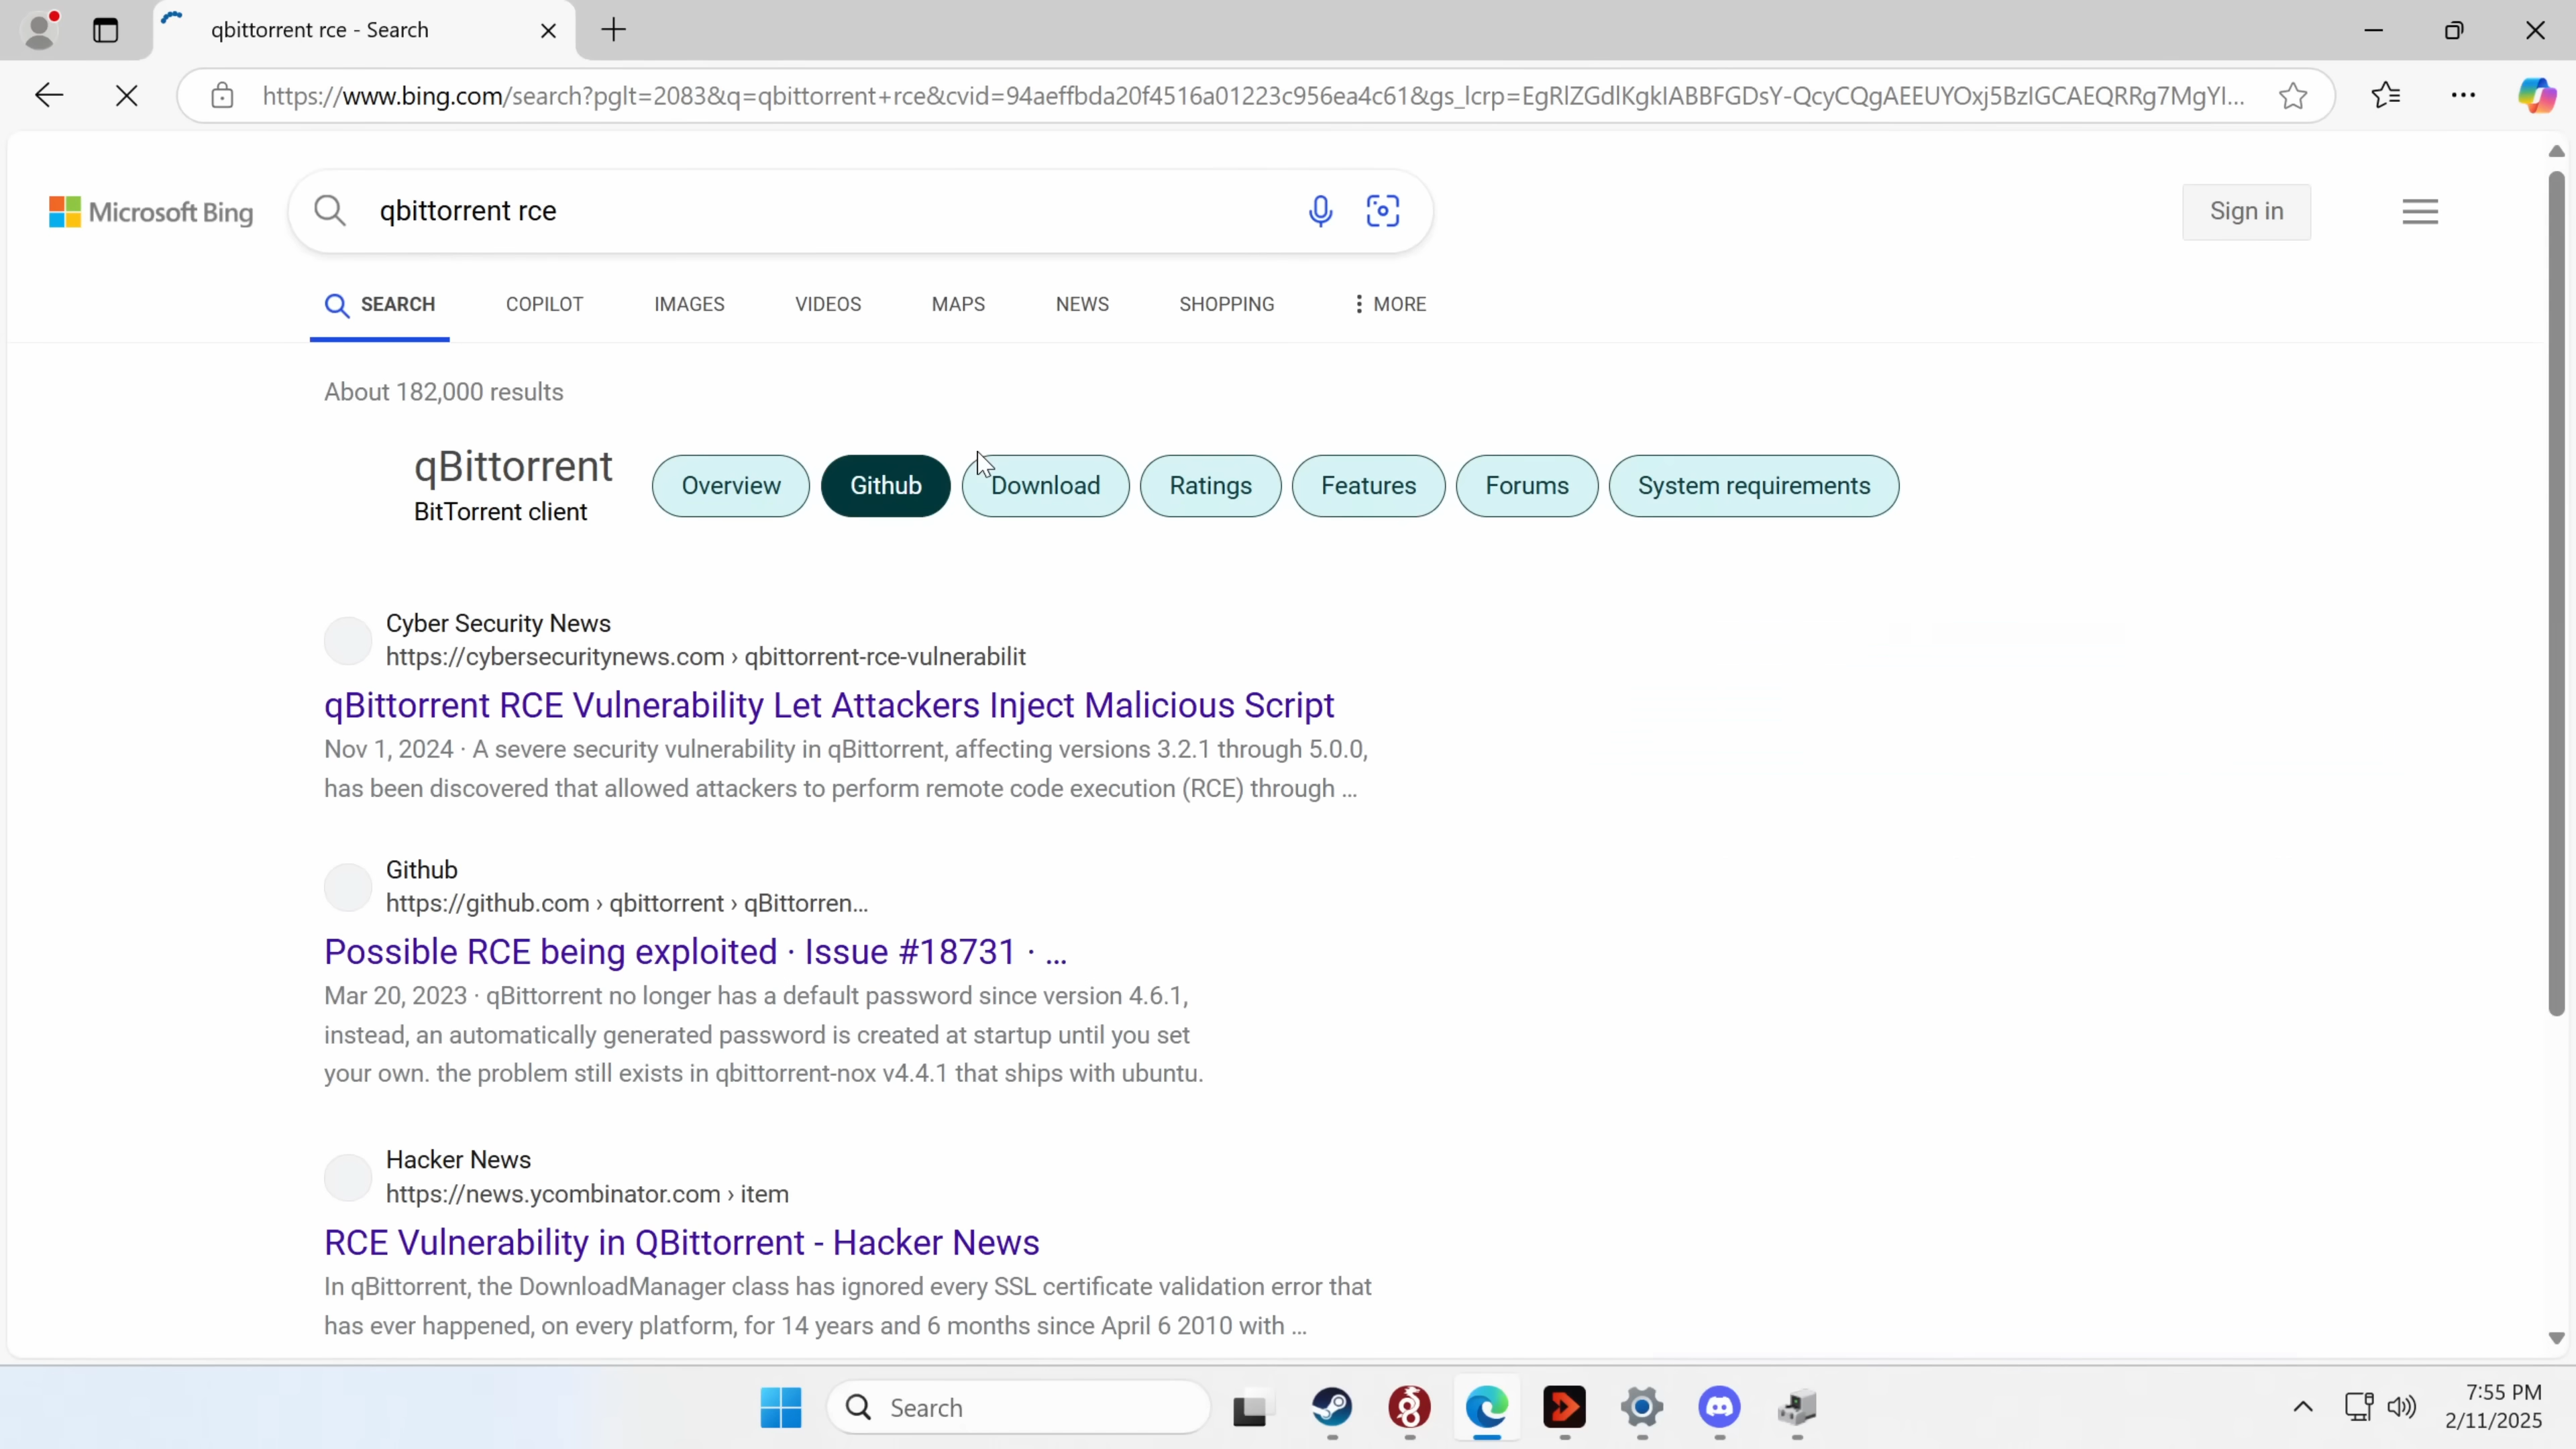 qbittorrent rce - Search
https://www.bing.com/search?pglt=2083&q=qbittorrent+rce&cvid=94aeffbda20f4516a01223c956ea4c61&gs_lcrp=EgRlZGdlKgkIABBFGDsY-QcyCQgAEEUYOxj5BzIGCAEQRRg7MgYI...
Microsoft Bing
qbittorrent rce
Sign in
SEARCH COPILOT IMAGES VIDEOS MAPS NEWS SHOPPING MORE
About 182,000 results
qBittorrent
BitTorrent client
Overview Github Download Ratings Features Forums System requirements
Cyber Security News
https://cybersecuritynews.com › qbittorrent-rce-vulnerabilit
qBittorrent RCE Vulnerability Let Attackers Inject Malicious Script
Nov 1, 2024 · A severe security vulnerability in qBittorrent, affecting versions 3.2.1 through 5.0.0,
has been discovered that allowed attackers to perform remote code execution (RCE) through ...
Github
https://github.com › qbittorrent › qBittorren...
Possible RCE being exploited · Issue #18731 · ...
Mar 20, 2023 · qBittorrent no longer has a default password since version 4.6.1,
instead, an automatically generated password is created at startup until you set
your own. the problem still exists in qbittorrent-nox v4.4.1 that ships with ubuntu.
Hacker News
https://news.ycombinator.com › item
RCE Vulnerability in QBittorrent - Hacker News
In qBittorrent, the DownloadManager class has ignored every SSL certificate validation error that
has ever happened, on every platform, for 14 years and 6 months since April 6 2010 with ...
Search
7:55 PM
2/11/2025